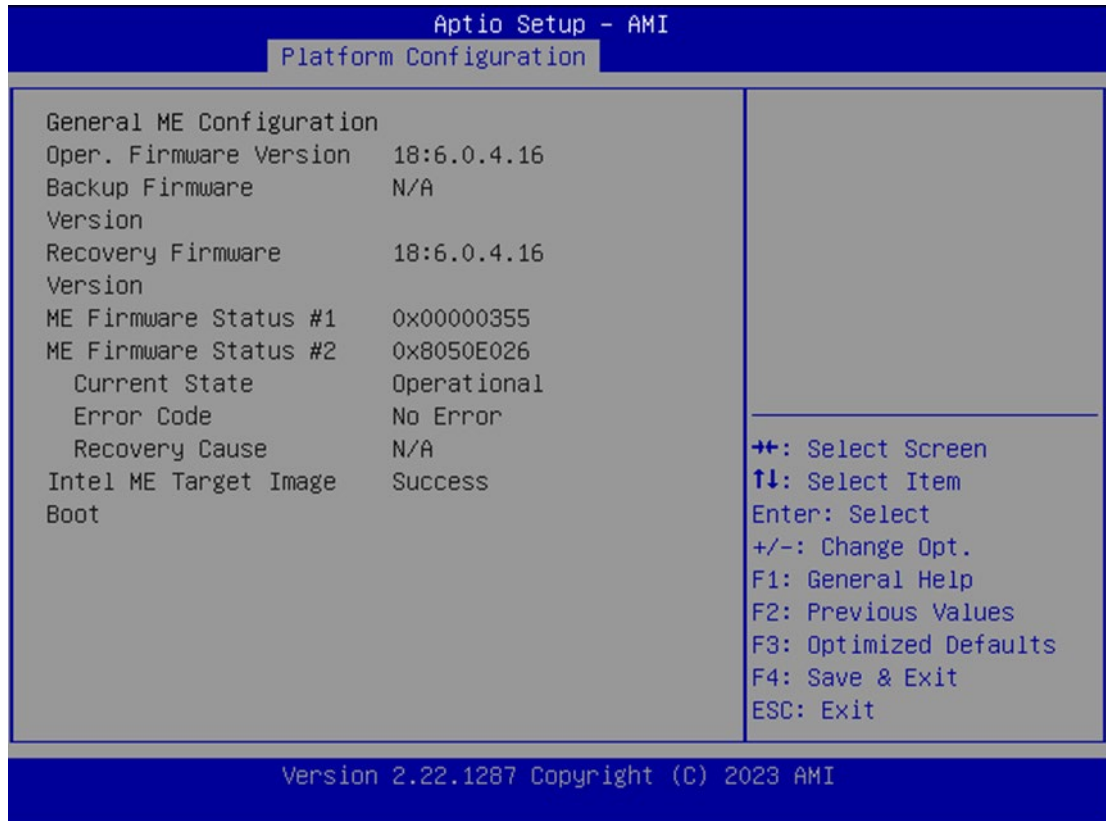 Aptio Setup – AMI
Platform Configuration
General ME Configuration
Oper. Firmware Version 18:6.0.4.16
Backup Firmware N/A
Version
Recovery Firmware 18:6.0.4.16
Version
ME Firmware Status #1 0x00000355
ME Firmware Status #2 0x8050E026
Current State Operational
Error Code No Error
Recovery Cause N/A
Intel ME Target Image Success
Boot
→←: Select Screen
↑↓: Select Item
Enter: Select
+/-: Change Opt.
F1: General Help
F2: Previous Values
F3: Optimized Defaults
F4: Save & Exit
ESC: Exit
Version 2.22.1287 Copyright (C) 2023 AMI